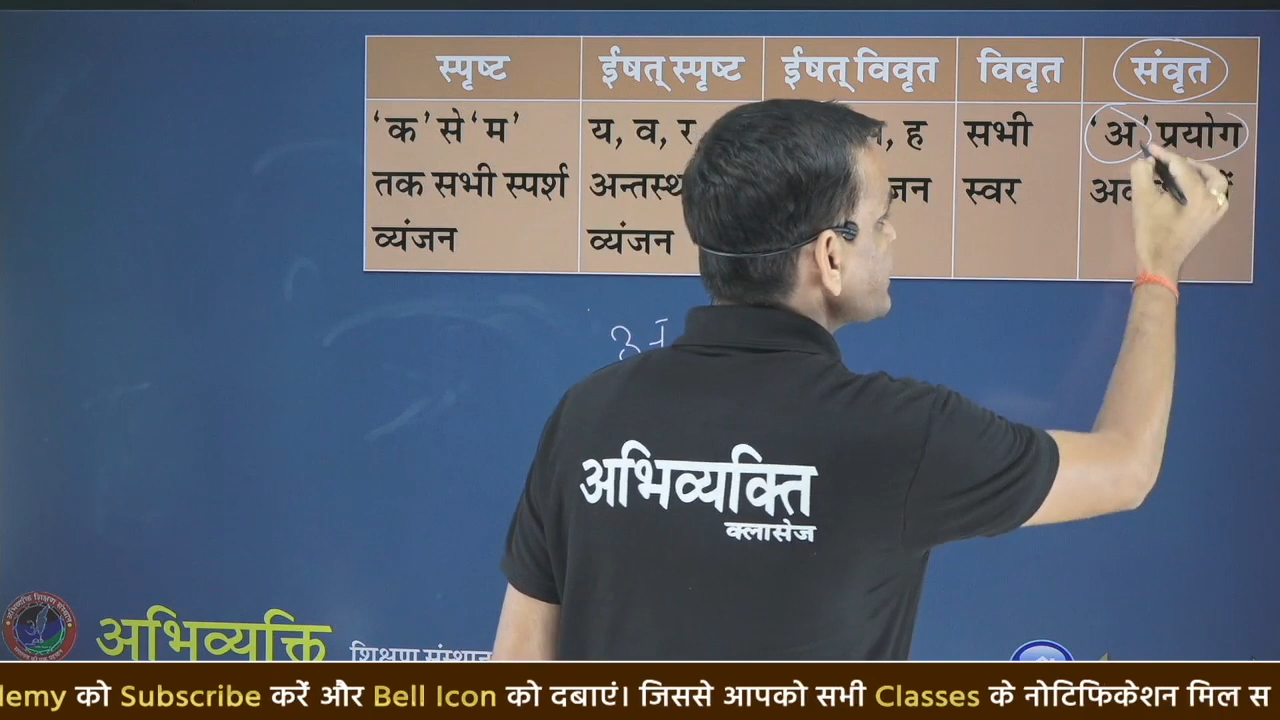 स्पृष्ट ईषत् स्पृष्ट ईषत् विवृत विवृत संवृत
'क' से 'म' य, व, र ह सभी 'अ' प्रयोग
तक सभी स्पर्श अन्तस्थ स्वर
व्यंजन व्यंजन
अभिव्यक्ति
क्लासेज
अभिव्यक्ति शिक्षण संस्थान
को Subscribe करें और Bell Icon को दबाएं। जिससे आपको सभी Classes के नोटिफिकेशन मिल स